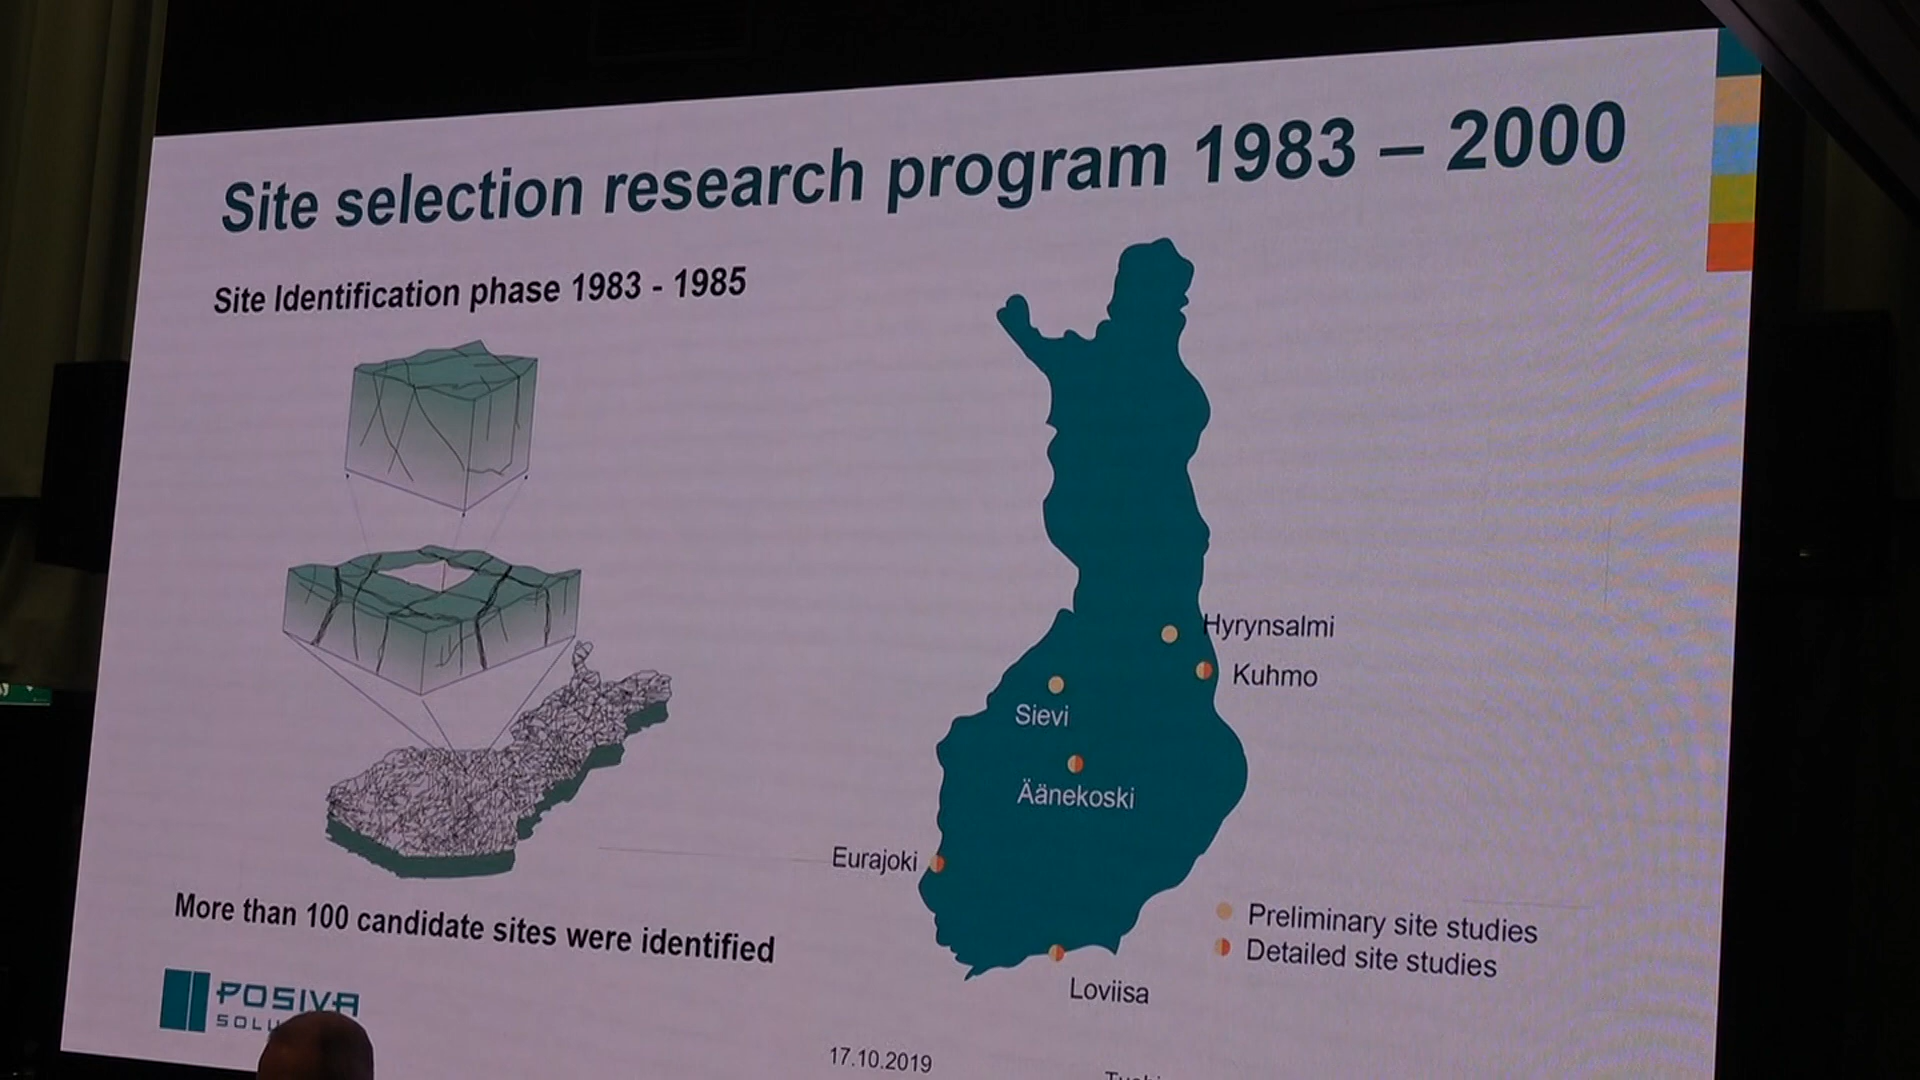 Site selection research program 1983 – 2000
Site Identification phase 1983 - 1985
Hyrynsalmi
Kuhmo
Sievi
Äänekoski
Eurajoki
Loviisa
Preliminary site studies
Detailed site studies
More than 100 candidate sites were identified
POSIVA
17.10.2019